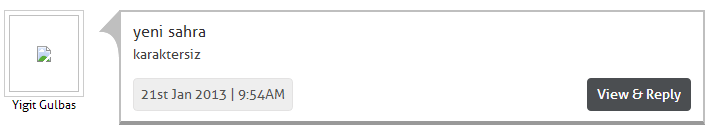 yeni sahra
karaktersiz
21st Jan 2013 | 9:54AM
View & Reply
Yigit Gulbas